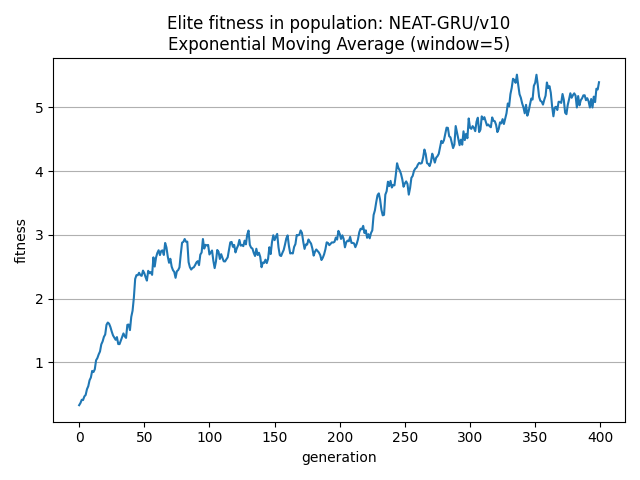 Elite fitness in population: NEAT-GRU/v10
Exponential Moving Average (window=5)
fitness
5
4
3
2
1
0 50 100 150 200 250 300 350 400
generation